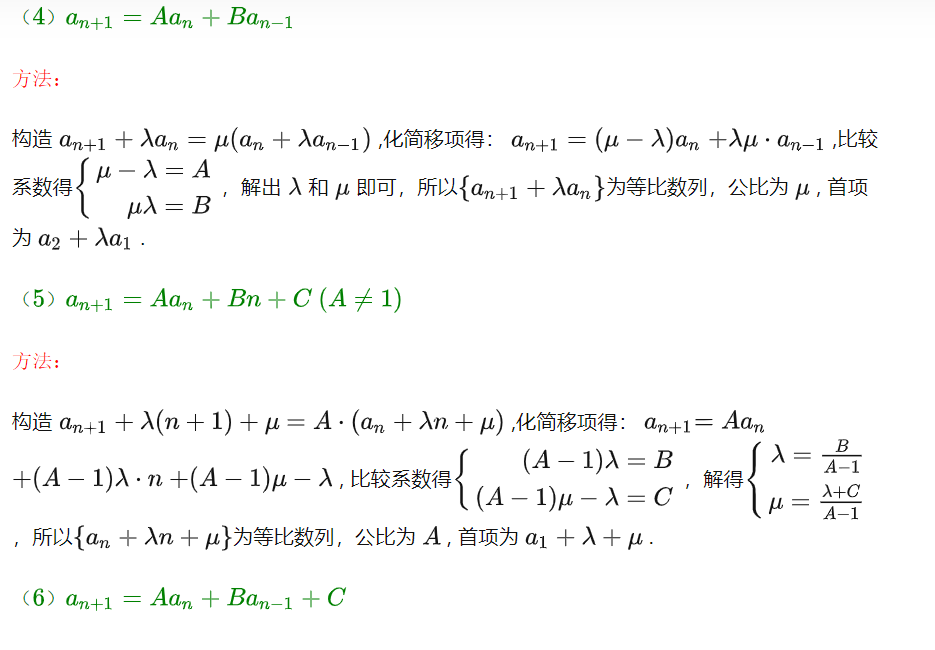 （4）$a_{n+1} = Aa_n + Ba_{n-1}$
方法：
构造 $a_{n+1} + \lambda a_n = \mu(a_n + \lambda a_{n-1})$ ,化简移项得： $a_{n+1} = (\mu - \lambda)a_n + \lambda\mu \cdot a_{n-1}$ ,比较
系数得$\begin{cases} \mu - \lambda = A \\ \mu\lambda = B \end{cases}$ ，解出 $\lambda$ 和 $\mu$ 即可，所以$\{a_{n+1} + \lambda a_n\}$为等比数列，公比为 $\mu$ , 首项
为 $a_2 + \lambda a_1$ .
（5）$a_{n+1} = Aa_n + Bn + C\ (A \neq 1)$
方法：
构造 $a_{n+1} + \lambda(n+1) + \mu = A \cdot (a_n + \lambda n + \mu)$ ,化简移项得： $a_{n+1} = Aa_n$
$+(A-1)\lambda \cdot n + (A-1)\mu - \lambda$ , 比较系数得$\begin{cases} (A-1)\lambda = B \\ (A-1)\mu - \lambda = C \end{cases}$ ，解得$\begin{cases} \lambda = \frac{B}{A-1} \\ \mu = \frac{\lambda+C}{A-1} \end{cases}$
，所以$\{a_n + \lambda n + \mu\}$为等比数列，公比为 $A$ , 首项为 $a_1 + \lambda + \mu$ .
（6）$a_{n+1} = Aa_n + Ba_{n-1} + C$